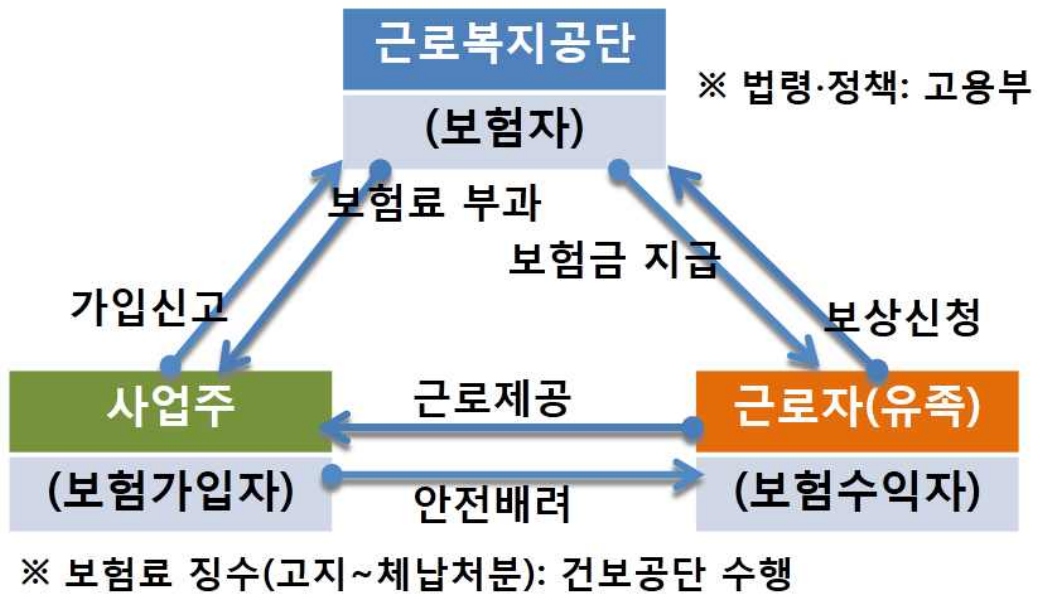 근로복지공단
※ 법령·정책: 고용부
(보험자)
보험료 부과
보험금 지급
가입신고
보상신청
사업주
근로제공
근로자(유족)
(보험가입자)
안전배려
(보험수익자)
※ 보험료 징수(고지~체납처분): 건보공단 수행